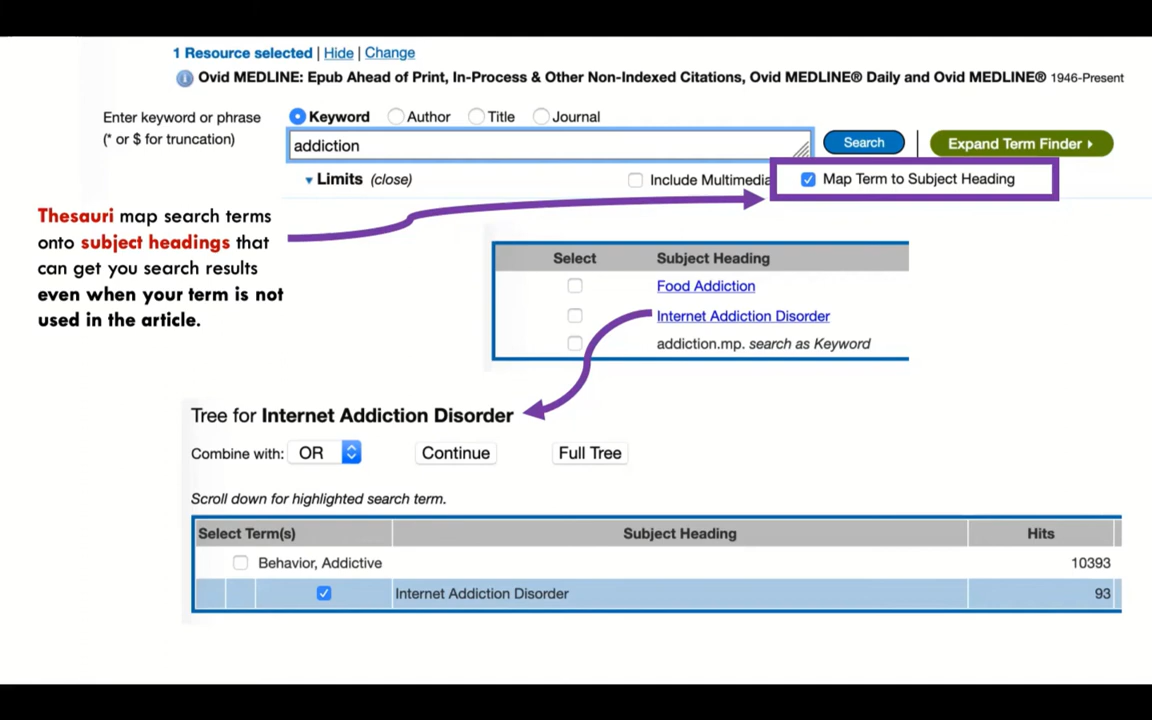 1 Resource selected | Hide | Change
Ovid MEDLINE: Epub Ahead of Print, In-Process & Other Non-Indexed Citations, Ovid MEDLINE® Daily and Ovid MEDLINE® 1946-Present
Enter keyword or phrase
(* or $ for truncation)
Keyword Author Title Journal
addiction
Search
Expand Term Finder
Limits (close)
Include Multimedia
Map Term to Subject Heading
Thesauri map search terms
onto subject headings that
can get you search results
even when your term is not
used in the article.
Select Subject Heading
Food Addiction
Internet Addiction Disorder
addiction.mp. search as Keyword
Tree for Internet Addiction Disorder
Combine with: OR Continue Full Tree
Scroll down for highlighted search term.
Select Term(s) Subject Heading Hits
Behavior, Addictive 10393
Internet Addiction Disorder 93